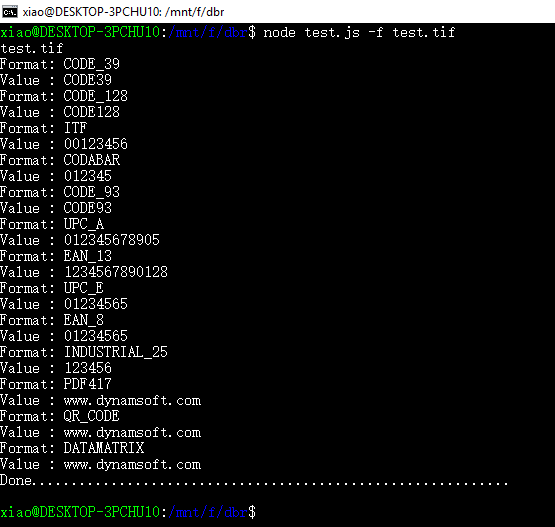 xiao@DESKTOP-3PCHU10: /mnt/f/dbr
xiao@DESKTOP-3PCHU10:/mnt/f/dbr$ node test.js -f test.tif
test.tif
Format: CODE_39
Value : CODE39
Format: CODE_128
Value : CODE128
Format: ITF
Value : 00123456
Format: CODABAR
Value : 012345
Format: CODE_93
Value : CODE93
Format: UPC_A
Value : 012345678905
Format: EAN_13
Value : 1234567890128
Format: UPC_E
Value : 01234565
Format: EAN_8
Value : 01234565
Format: INDUSTRIAL_25
Value : 123456
Format: PDF417
Value : www.dynamsoft.com
Format: QR_CODE
Value : www.dynamsoft.com
Format: DATAMATRIX
Value : www.dynamsoft.com
Done.............................................................
xiao@DESKTOP-3PCHU10:/mnt/f/dbr$